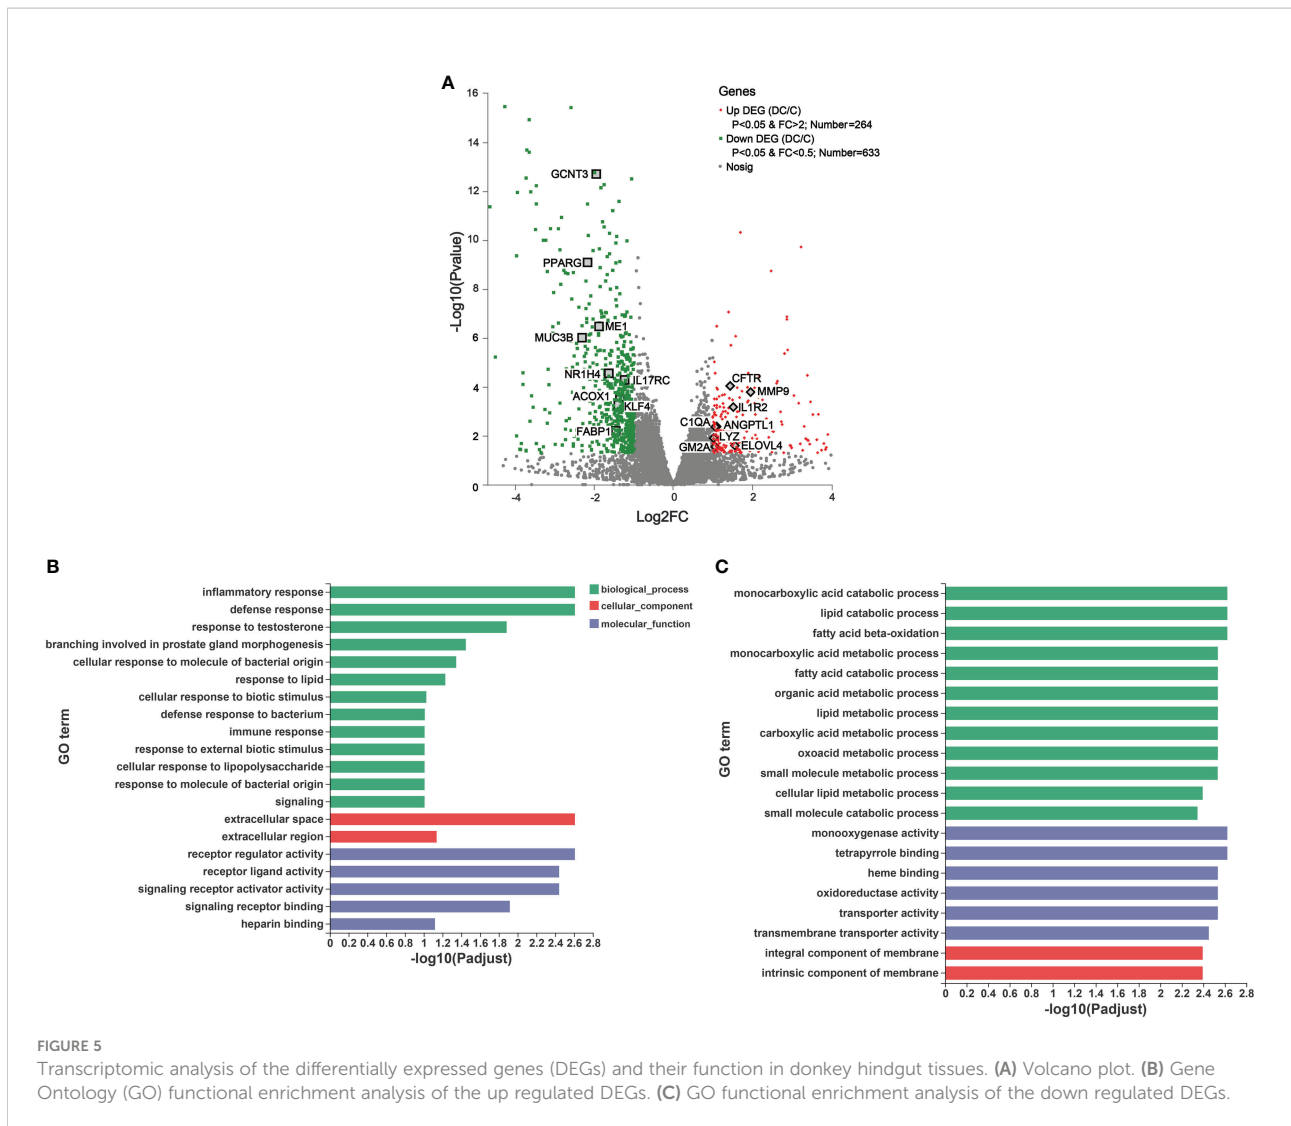 A
Genes
Up DEG (DC/C)
P<0.05 & FC>2; Number=264
Down DEG (DC/C)
P<0.05 & FC<0.5; Number=633
Nosig
16
14
12
10
8
6
4
2
0
-Log10(Pvalue)
GCNT3
PPARG
ME1
MUC3B
NR1H4
IL17RC
ACOX1
KLF4
FABP1
CFTR
MMP9
IL1R2
C1QA
ANGPTL1
LYZ
GM2A
ELOVL4
-4 -2 0 2 4
Log2FC
B
GO term
inflammatory response
defense response
response to testosterone
branching involved in prostate gland morphogenesis
cellular response to molecule of bacterial origin
response to lipid
cellular response to biotic stimulus
defense response to bacterium
immune response
response to external biotic stimulus
cellular response to lipopolysaccharide
response to molecule of bacterial origin
signaling
extracellular space
extracellular region
receptor regulator activity
receptor ligand activity
signaling receptor activator activity
signaling receptor binding
heparin binding
0 0.2 0.4 0.6 0.8 1 1.2 1.4 1.6 1.8 2 2.2 2.4 2.6 2.8
-log10(Padjust)
biological_process
cellular_component
molecular_function
C
GO term
monocarboxylic acid catabolic process
lipid catabolic process
fatty acid beta-oxidation
monocarboxylic acid metabolic process
fatty acid catabolic process
organic acid metabolic process
lipid metabolic process
carboxylic acid metabolic process
oxoacid metabolic process
small molecule metabolic process
cellular lipid metabolic process
small molecule catabolic process
monooxygenase activity
tetrapyrrole binding
heme binding
oxidoreductase activity
transporter activity
transmembrane transporter activity
integral component of membrane
intrinsic component of membrane
0 0.2 0.4 0.6 0.8 1 1.2 1.4 1.6 1.8 2 2.2 2.4 2.6 2.8
-log10(Padjust)
FIGURE 5
Transcriptomic analysis of the differentially expressed genes (DEGs) and their function in donkey hindgut tissues. (A) Volcano plot. (B) Gene
Ontology (GO) functional enrichment analysis of the up regulated DEGs. (C) GO functional enrichment analysis of the down regulated DEGs.